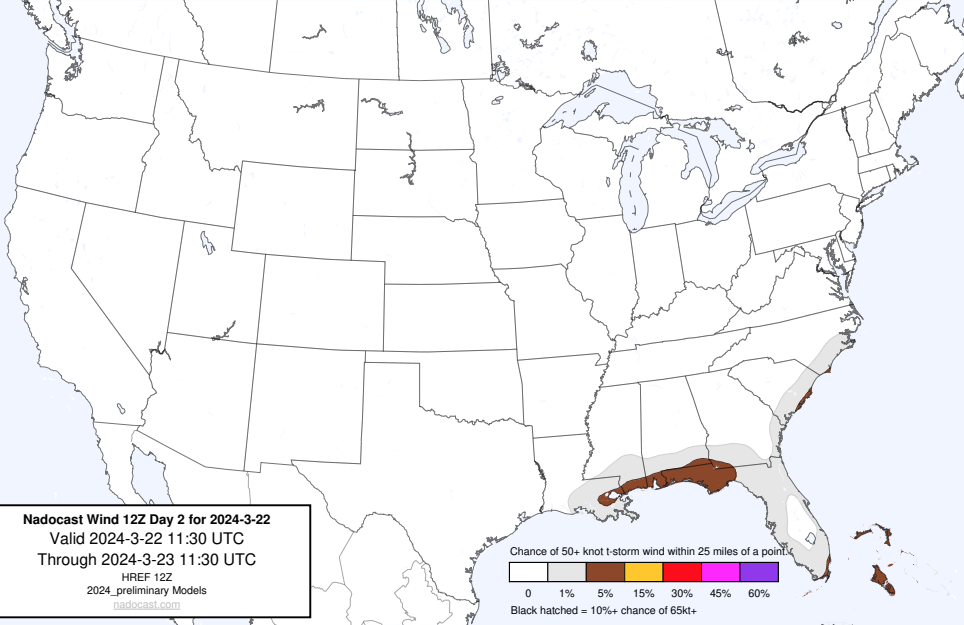 Nadocast Wind 12Z Day 2 for 2024-3-22
Valid 2024-3-22 11:30 UTC
Through 2024-3-23 11:30 UTC
HREF 12Z
2024_preliminary Models
nadocast.com
Chance of 50+ knot t-storm wind within 25 miles of a point.
0 1% 5% 15% 30% 45% 60%
Black hatched = 10%+ chance of 65kt+